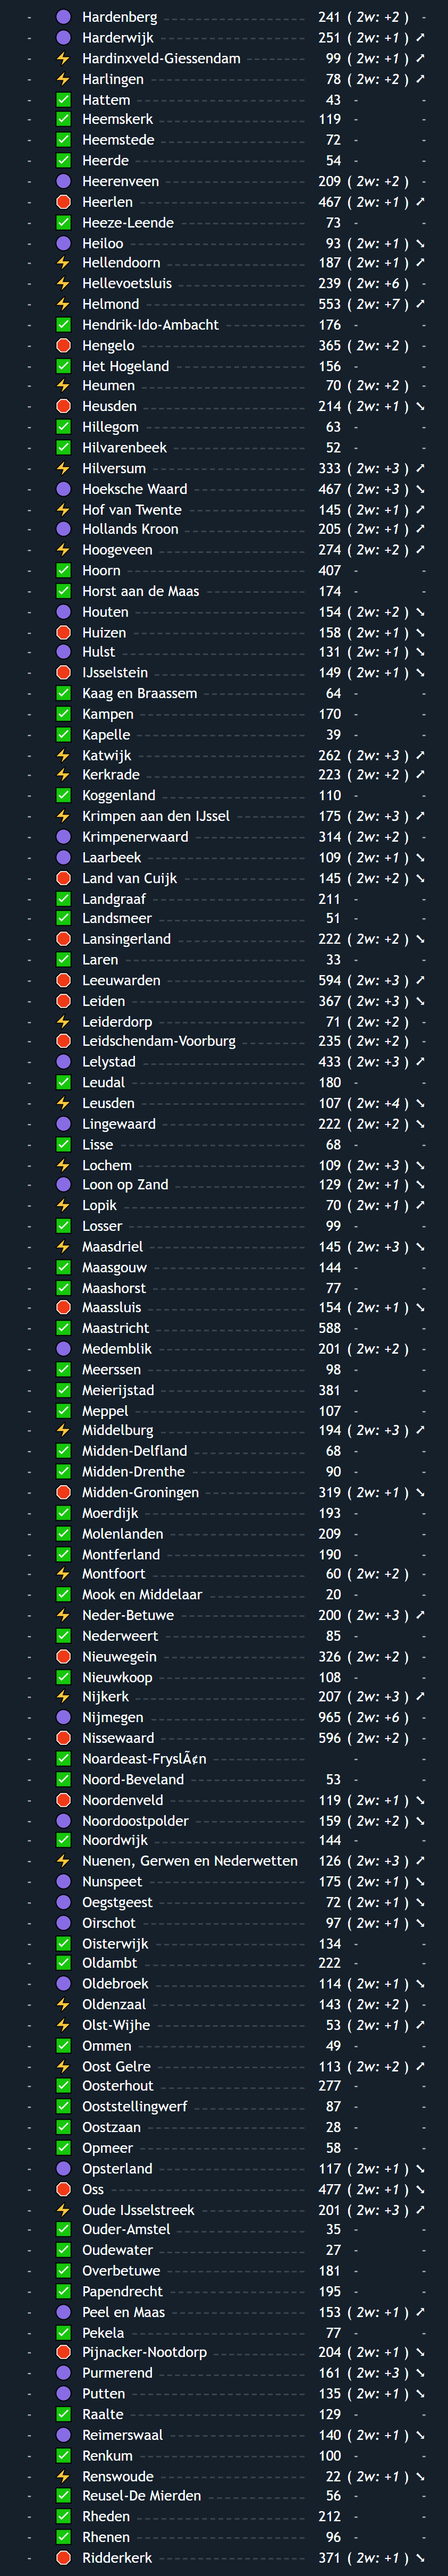 - Hardenberg 241 ( 2w: +2 ) -
- Harderwijk 251 ( 2w: +1 ) ↗
- Hardinxveld-Giessendam 99 ( 2w: +1 ) ↗
- Harlingen 78 ( 2w: +2 ) ↗
- Hattem 43 - -
- Heemskerk 119 - -
- Heemstede 72 - -
- Heerde 54 - -
- Heerenveen 209 ( 2w: +2 ) -
- Heerlen 467 ( 2w: +1 ) ↗
- Heeze-Leende 73 - -
- Heiloo 93 ( 2w: +1 ) ↘
- Hellendoorn 187 ( 2w: +1 ) ↗
- Hellevoetsluis 239 ( 2w: +6 ) -
- Helmond 553 ( 2w: +7 ) ↗
- Hendrik-Ido-Ambacht 176 - -
- Hengelo 365 ( 2w: +2 ) -
- Het Hogeland 156 - -
- Heumen 70 ( 2w: +2 ) -
- Heusden 214 ( 2w: +1 ) ↘
- Hillegom 63 - -
- Hilvarenbeek 52 - -
- Hilversum 333 ( 2w: +3 ) ↗
- Hoeksche Waard 467 ( 2w: +3 ) ↘
- Hof van Twente 145 ( 2w: +1 ) ↗
- Hollands Kroon 205 ( 2w: +1 ) ↗
- Hoogeveen 274 ( 2w: +2 ) ↗
- Hoorn 407 - -
- Horst aan de Maas 174 - -
- Houten 154 ( 2w: +2 ) ↘
- Huizen 158 ( 2w: +1 ) ↘
- Hulst 131 ( 2w: +1 ) ↘
- IJsselstein 149 ( 2w: +1 ) ↘
- Kaag en Braassem 64 - -
- Kampen 170 - -
- Kapelle 39 - -
- Katwijk 262 ( 2w: +3 ) ↗
- Kerkrade 223 ( 2w: +2 ) ↗
- Koggenland 110 - -
- Krimpen aan den IJssel 175 ( 2w: +3 ) ↗
- Krimpenerwaard 314 ( 2w: +2 ) -
- Laarbeek 109 ( 2w: +1 ) ↘
- Land van Cuijk 145 ( 2w: +2 ) ↘
- Landgraaf 211 - -
- Landsmeer 51 - -
- Lansingerland 222 ( 2w: +2 ) ↘
- Laren 33 - -
- Leeuwarden 594 ( 2w: +3 ) ↗
- Leiden 367 ( 2w: +3 ) ↘
- Leiderdorp 71 ( 2w: +2 ) -
- Leidschendam-Voorburg 235 ( 2w: +2 ) -
- Lelystad 433 ( 2w: +3 ) ↗
- Leudal 180 - -
- Leusden 107 ( 2w: +4 ) ↘
- Lingewaard 222 ( 2w: +2 ) ↘
- Lisse 68 - -
- Lochem 109 ( 2w: +3 ) ↘
- Loon op Zand 129 ( 2w: +1 ) ↘
- Lopik 70 ( 2w: +1 ) ↗
- Losser 99 - -
- Maasdriel 145 ( 2w: +3 ) ↘
- Maasgouw 144 - -
- Maashorst 77 - -
- Maassluis 154 ( 2w: +1 ) ↘
- Maastricht 588 - -
- Medemblik 201 ( 2w: +2 ) -
- Meerssen 98 - -
- Meierijstad 381 - -
- Meppel 107 - -
- Middelburg 194 ( 2w: +3 ) ↗
- Midden-Delfland 68 - -
- Midden-Drenthe 90 - -
- Midden-Groningen 319 ( 2w: +1 ) ↘
- Moerdijk 193 - -
- Molenlanden 209 - -
- Montferland 190 - -
- Montfoort 60 ( 2w: +2 ) -
- Mook en Middelaar 20 - -
- Neder-Betuwe 200 ( 2w: +3 ) ↗
- Nederweert 85 - -
- Nieuwegein 326 ( 2w: +2 ) -
- Nieuwkoop 108 - -
- Nijkerk 207 ( 2w: +3 ) ↗
- Nijmegen 965 ( 2w: +6 ) -
- Nissewaard 596 ( 2w: +2 ) -
- Noardeast-FryslÃ¢n - -
- Noord-Beveland 53 - -
- Noordenveld 119 ( 2w: +1 ) ↘
- Noordoostpolder 159 ( 2w: +2 ) ↘
- Noordwijk 144 - -
- Nuenen, Gerwen en Nederwetten 126 ( 2w: +3 ) ↗
- Nunspeet 175 ( 2w: +1 ) ↘
- Oegstgeest 72 ( 2w: +1 ) ↘
- Oirschot 97 ( 2w: +1 ) ↘
- Oisterwijk 134 - -
- Oldambt 222 - -
- Oldebroek 114 ( 2w: +1 ) ↘
- Oldenzaal 143 ( 2w: +2 ) -
- Olst-Wijhe 53 ( 2w: +1 ) ↗
- Ommen 49 - -
- Oost Gelre 113 ( 2w: +2 ) ↗
- Oosterhout 277 - -
- Ooststellingwerf 87 - -
- Oostzaan 28 - -
- Opmeer 58 - -
- Opsterland 117 ( 2w: +1 ) ↘
- Oss 477 ( 2w: +1 ) ↘
- Oude IJsselstreek 201 ( 2w: +3 ) ↗
- Ouder-Amstel 35 - -
- Oudewater 27 - -
- Overbetuwe 181 - -
- Papendrecht 195 - -
- Peel en Maas 153 ( 2w: +1 ) ↗
- Pekela 77 - -
- Pijnacker-Nootdorp 204 ( 2w: +1 ) ↘
- Purmerend 161 ( 2w: +3 ) ↘
- Putten 135 ( 2w: +1 ) ↘
- Raalte 129 - -
- Reimerswaal 140 ( 2w: +1 ) ↘
- Renkum 100 - -
- Renswoude 22 ( 2w: +1 ) ↘
- Reusel-De Mierden 56 - -
- Rheden 212 - -
- Rhenen 96 - -
- Ridderkerk 371 ( 2w: +1 ) ↘